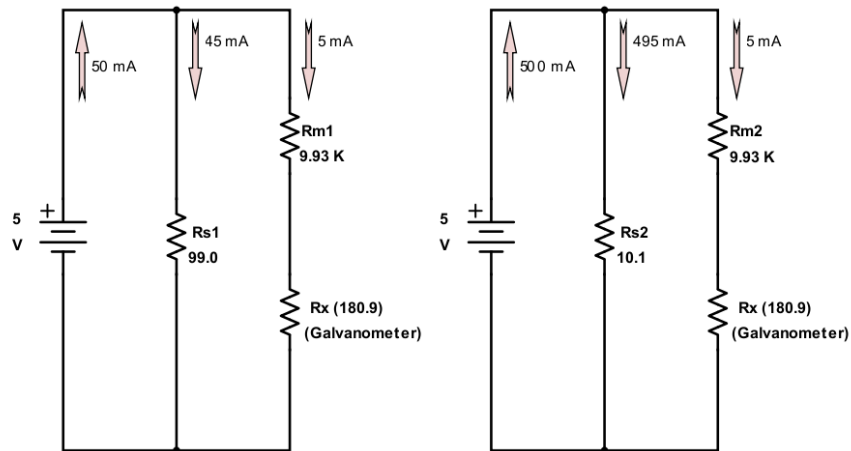 50 mA
45 mA
5 mA
Rm1
9.93 K
5
V
+
Rs1
99.0
Rx (180.9)
(Galvanometer)
500 mA
495 mA
5 mA
Rm2
9.93 K
5
V
+
Rs2
10.1
Rx (180.9)
(Galvanometer)